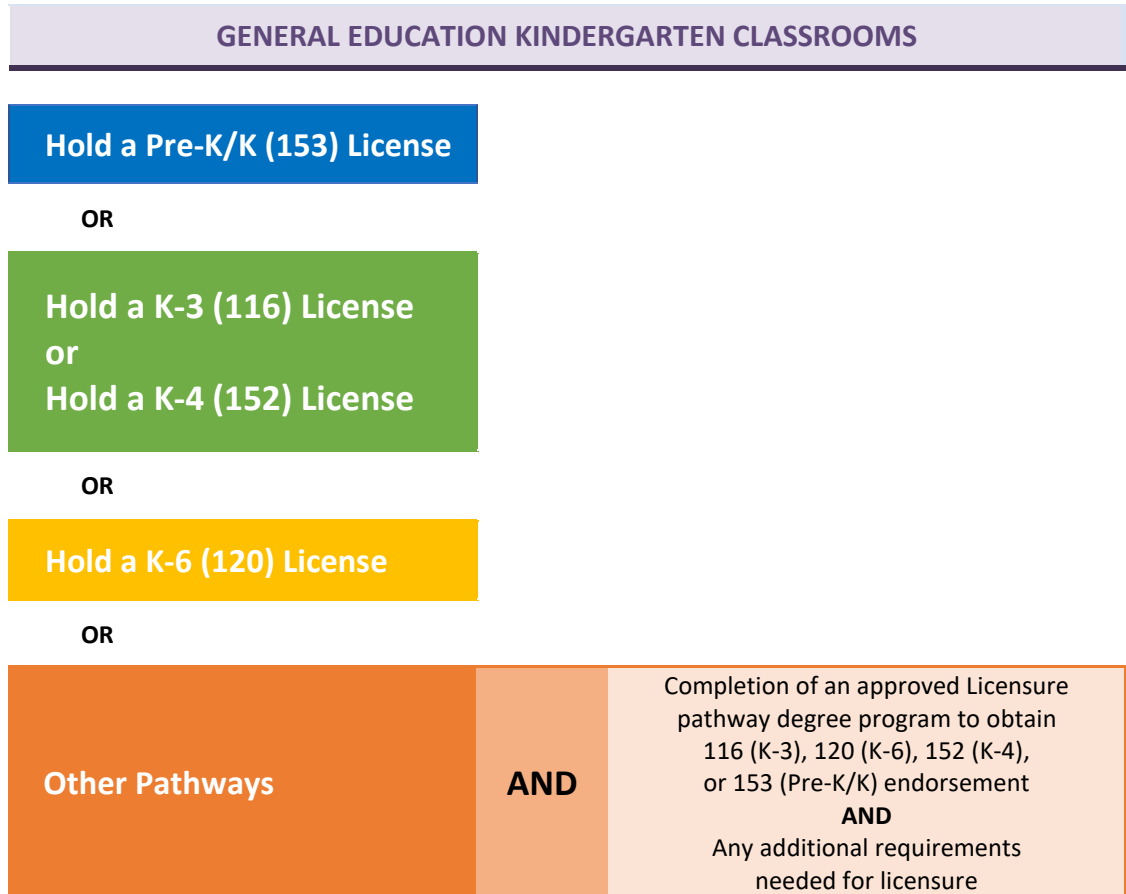 GENERAL EDUCATION KINDERGARTEN CLASSROOMS
Hold a Pre-K/K (153) License
OR
Hold a K-3 (116) License
or
Hold a K-4 (152) License
OR
Hold a K-6 (120) License
OR
Other Pathways
AND
Completion of an approved Licensure
pathway degree program to obtain
116 (K-3), 120 (K-6), 152 (K-4),
or 153 (Pre-K/K) endorsement
AND
Any additional requirements
needed for licensure